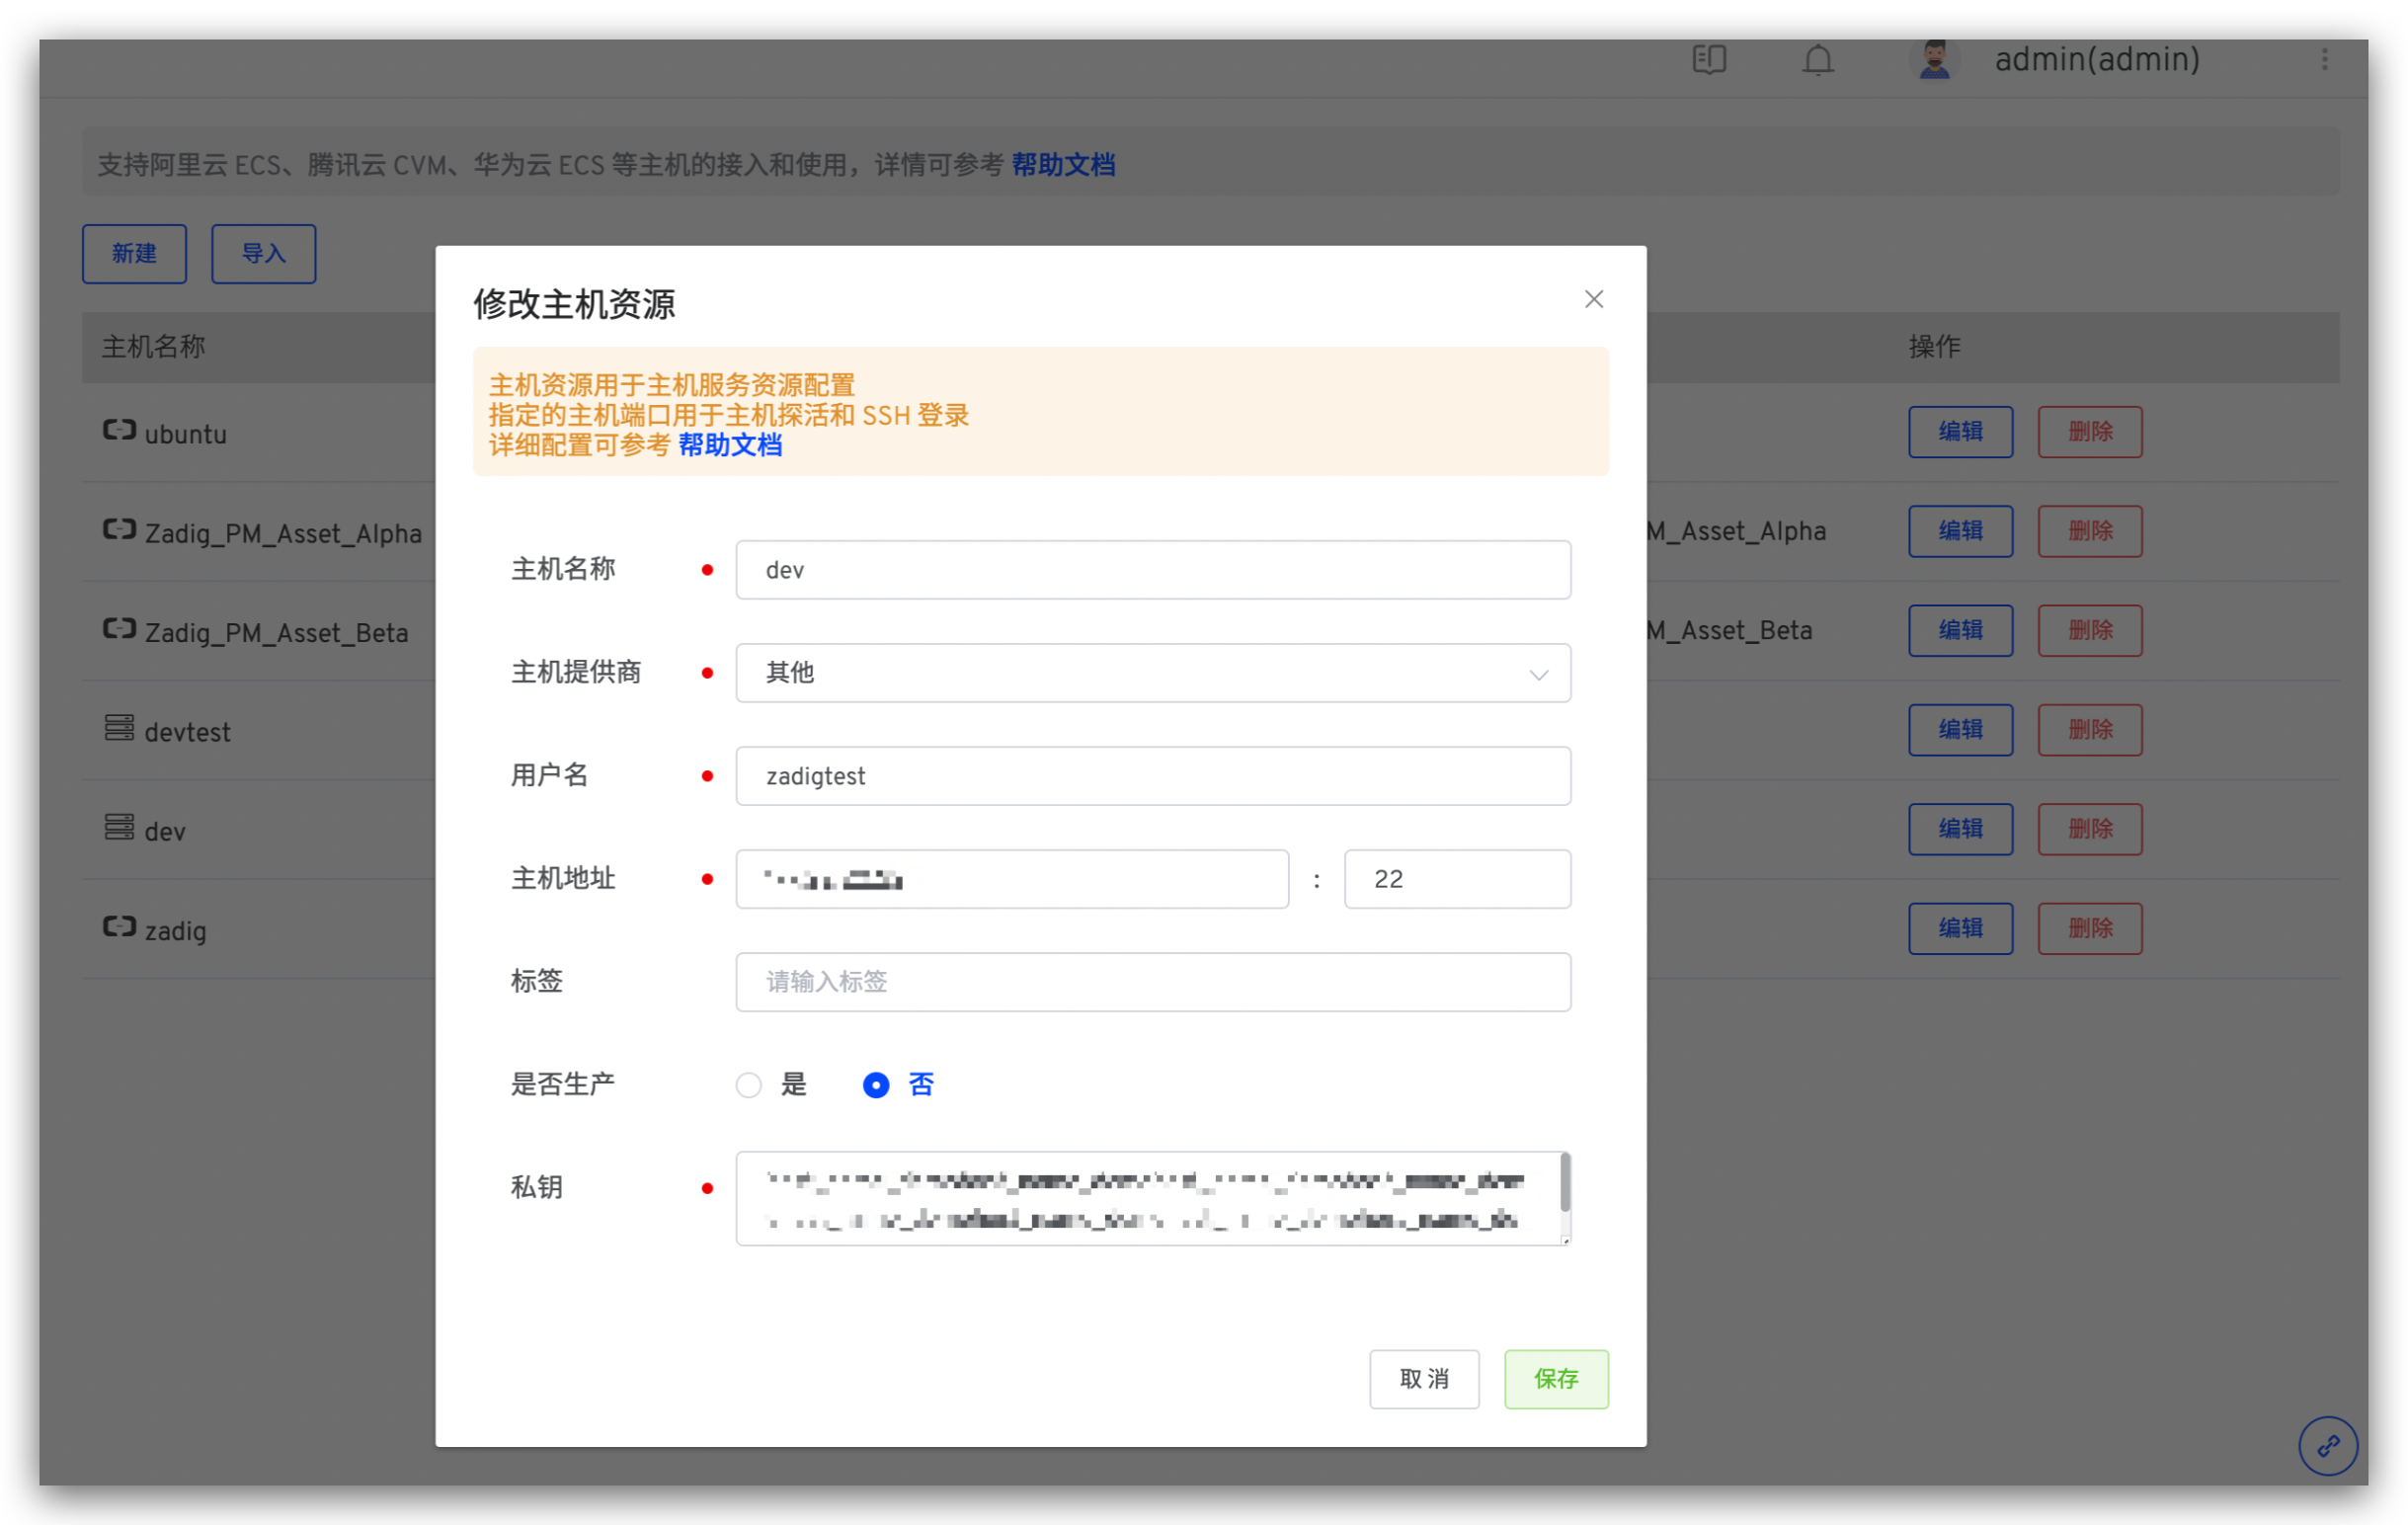 admin(admin)
支持阿里云 ECS、腾讯云 CVM、华为云 ECS 等主机的接入和使用，详情可参考 帮助文档
新建
导入
主机名称
操作
ubuntu
编辑
删除
Zadig_PM_Asset_Alpha
M_Asset_Alpha
编辑
删除
Zadig_PM_Asset_Beta
M_Asset_Beta
编辑
删除
devtest
编辑
删除
dev
编辑
删除
zadig
编辑
删除
修改主机资源
主机资源用于主机服务资源配置
指定的主机端口用于主机探活和 SSH 登录
详细配置可参考 帮助文档
主机名称
dev
主机提供商
其他
用户名
zadigtest
主机地址
:
22
标签
请输入标签
是否生产
是
否
私钥
取消
保存